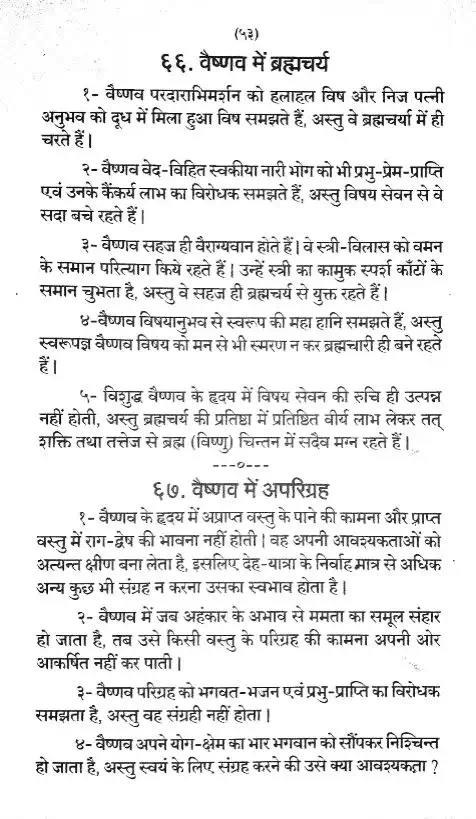 (५३)
६६. वैष्णव में ब्रह्मचर्य
१- वैष्णव परदाराभिमर्शन को हलाहल विष और निज पत्नी
अनुभव को दूध में मिला हुआ विष समझते हैं, अस्तु वे ब्रह्मचर्या में ही
चरते हैं।
२- वैष्णव वेद-विहित स्वकीया नारी भोग को भी प्रभु-प्रेम-प्राप्ति
एवं उनके कैंकर्य लाभ का विरोधक समझते हैं, अस्तु विषय सेवन से वे
सदा बचे रहते हैं।
३- वैष्णव सहज ही वैराग्यवान होते हैं। वे स्त्री-विलास को वमन
के समान परित्याग किये रहते हैं। उन्हें स्त्री का कामुक स्पर्श काँटों के
समान चुभता है, अस्तु वे सहज ही ब्रह्मचर्य से युक्त रहते हैं।
४-वैष्णव विषयानुभव से स्वरूप की महा हानि समझते हैं, अस्तु
स्वरूपज्ञ वैष्णव विषय को मन से भी स्मरण न कर ब्रह्मचारी ही बने रहते
हैं।
५- विशुद्ध वैष्णव के हृदय में विषय सेवन की रुचि ही उत्पन्न
नहीं होती, अस्तु ब्रह्मचर्य की प्रतिष्ठा में प्रतिष्ठित वीर्य लाभ लेकर तत्
शक्ति तथा तत्तेज से ब्रह्म (विष्णु) चिन्तन में सदैव मग्न रहते हैं।
---०---
६७. वैष्णव में अपरिग्रह
१- वैष्णव के हृदय में अप्राप्त वस्तु के पाने की कामना और प्राप्त
वस्तु में राग-द्वेष की भावना नहीं होती। वह अपनी आवश्यकताओं को
अत्यन्त क्षीण बना लेता है, इसलिए देह-यात्रा के निर्वाह मात्र से अधिक
अन्य कुछ भी संग्रह न करना उसका स्वभाव होता है।
२- वैष्णव में जब अहंकार के अभाव से ममता का समूल संहार
हो जाता है, तब उसे किसी वस्तु के परिग्रह की कामना अपनी ओर
आकर्षित नहीं कर पाती।
३- वैष्णव परिग्रह को भगवत-भजन एवं प्रभु-प्राप्ति का विरोधक
समझता है, अस्तु वह संग्रही नहीं होता।
४- वैष्णव अपने योग-क्षेम का भार भगवान को सौंपकर निश्चिन्त
हो जाता है, अस्तु स्वयं के लिए संग्रह करने की उसे क्या आवश्यकता ?